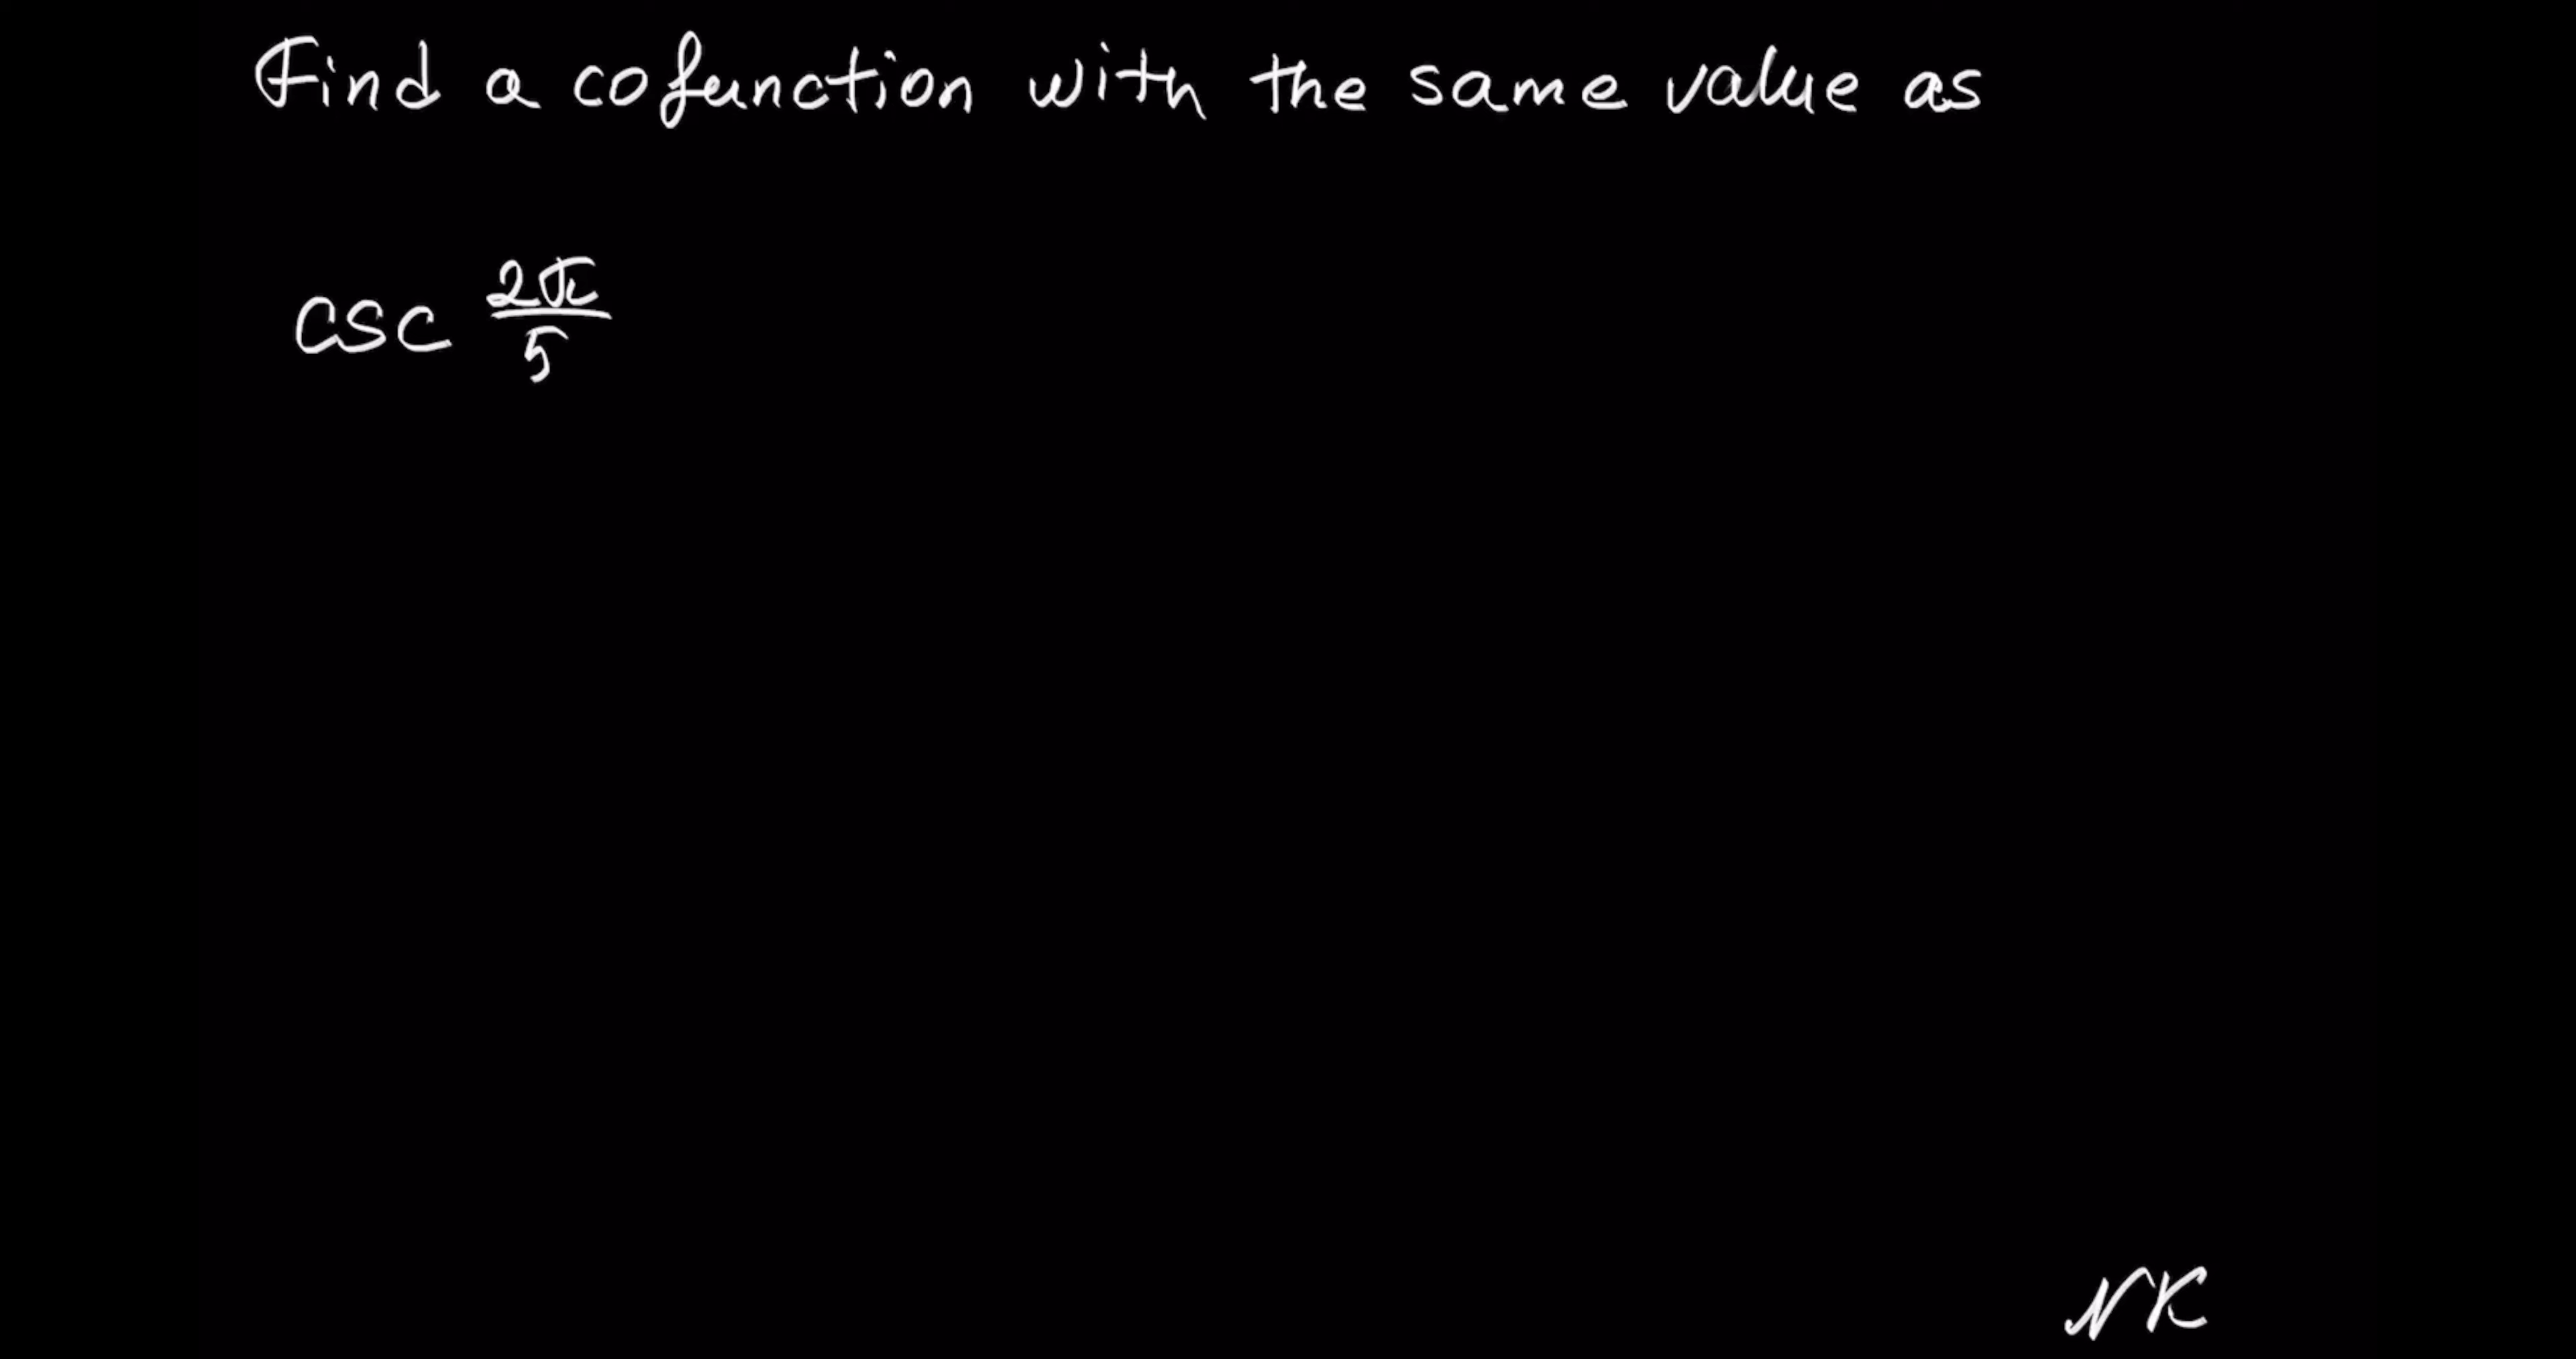 Find a cofunction with the same value as
csc 2π/5
NK